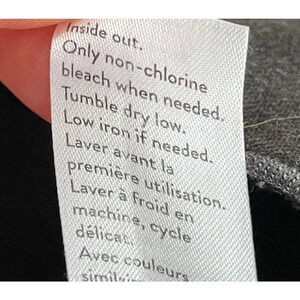 Inside out.
Only non-chlorine
bleach when needed.
Tumble dry low.
Low iron if needed.
Laver avant la
première utilisation.
Laver à froid en
machine, cycle
délicat.
Avec couleurs